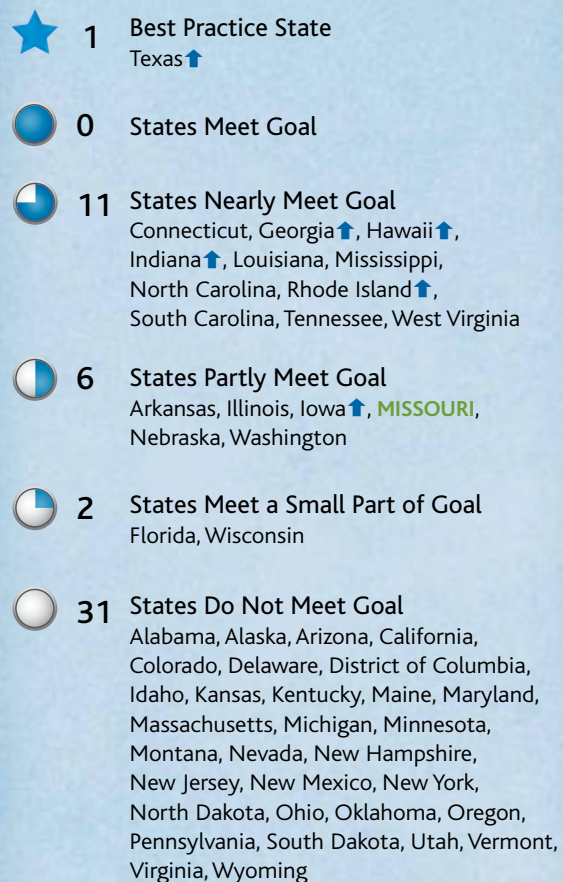 1 Best Practice State
Texas⬆
0 States Meet Goal
11 States Nearly Meet Goal
Connecticut, Georgia⬆, Hawaii⬆,
Indiana⬆, Louisiana, Mississippi,
North Carolina, Rhode Island⬆,
South Carolina, Tennessee, West Virginia
6 States Partly Meet Goal
Arkansas, Illinois, Iowa⬆, MISSOURI,
Nebraska, Washington
2 States Meet a Small Part of Goal
Florida, Wisconsin
31 States Do Not Meet Goal
Alabama, Alaska, Arizona, California,
Colorado, Delaware, District of Columbia,
Idaho, Kansas, Kentucky, Maine, Maryland,
Massachusetts, Michigan, Minnesota,
Montana, Nevada, New Hampshire,
New Jersey, New Mexico, New York,
North Dakota, Ohio, Oklahoma, Oregon,
Pennsylvania, South Dakota, Utah, Vermont,
Virginia, Wyoming